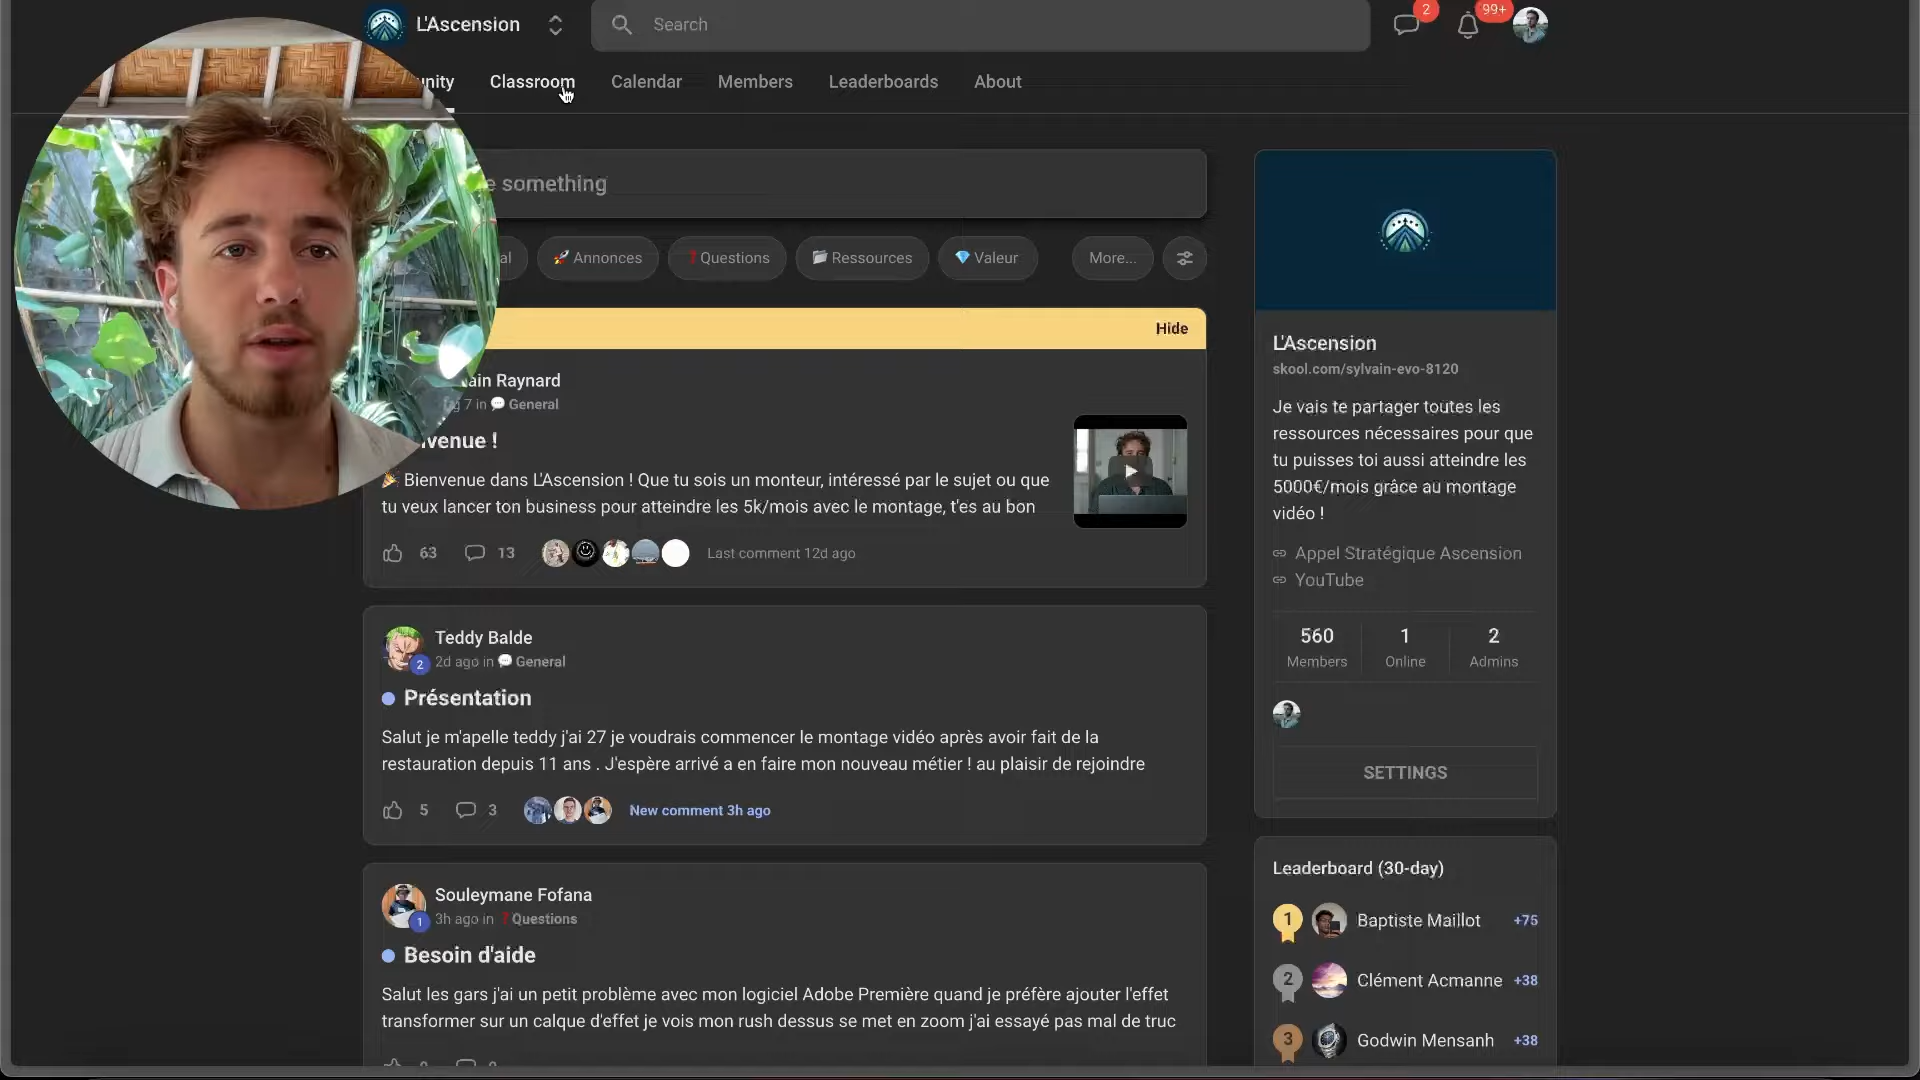 L'Ascension
Search
2
99+
unity
Classroom
Calendar
Members
Leaderboards
About
something
Annonces
Questions
Ressources
Valeur
More...
Hide
ain Raynard
7 in General
venue !
Bienvenue dans L'Ascension ! Que tu sois un monteur, intéressé par le sujet ou que
tu veux lancer ton business pour atteindre les 5k/mois avec le montage, t'es au bon
63
13
Last comment 12d ago
Teddy Balde
2
2d ago in General
Présentation
Salut je m'apelle teddy j'ai 27 je voudrais commencer le montage vidéo après avoir fait de la
restauration depuis 11 ans . J'espère arrivé a en faire mon nouveau métier ! au plaisir de rejoindre
5
3
New comment 3h ago
Souleymane Fofana
1
3h ago in ❓Questions
Besoin d'aide
Salut les gars j'ai un petit problème avec mon logiciel Adobe Première quand je préfère ajouter l'effet
transformer sur un calque d'effet je vois mon rush dessus se met en zoom j'ai essayé pas mal de truc
L'Ascension
skool.com/sylvain-evo-8120
Je vais te partager toutes les
ressources nécessaires pour que
tu puisses toi aussi atteindre les
5000€/mois grâce au montage
vidéo !
Appel Stratégique Ascension
YouTube
560
Members
1
Online
2
Admins
SETTINGS
Leaderboard (30-day)
1
Baptiste Maillot
+75
2
Clément Acmanne
+38
3
Godwin Mensanh
+38